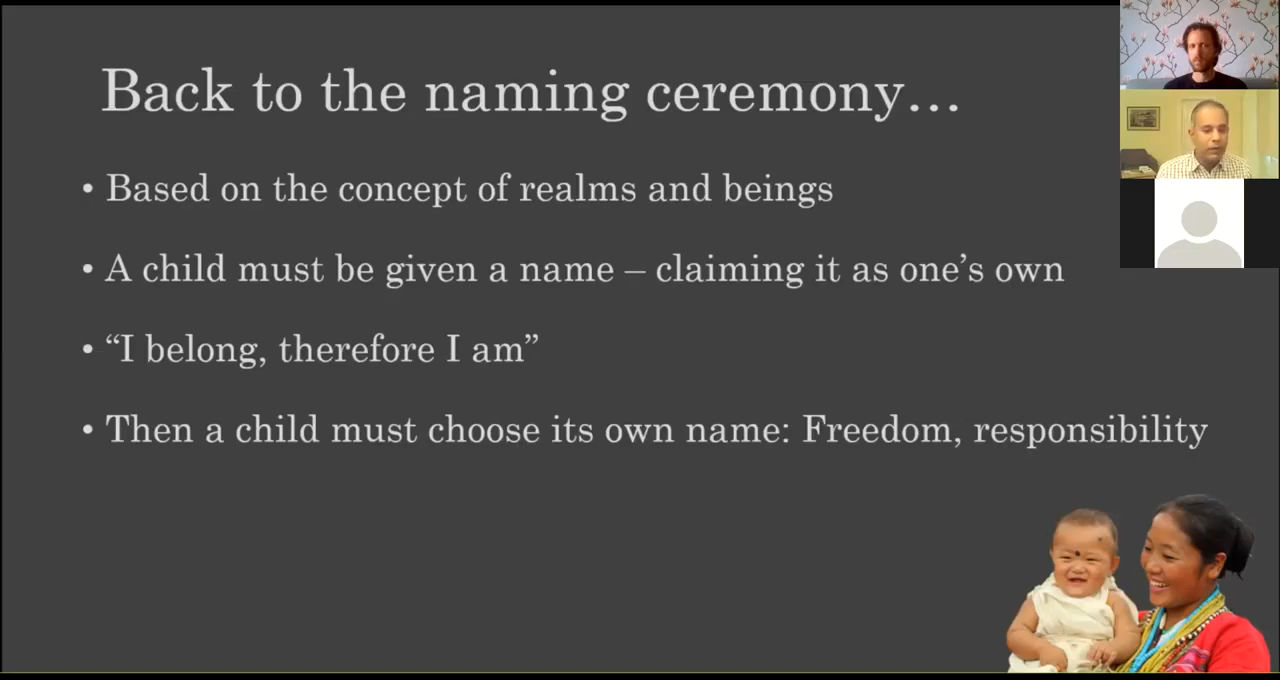 Back to the naming ceremony…
• Based on the concept of realms and beings
• A child must be given a name – claiming it as one’s own
• “I belong, therefore I am”
• Then a child must choose its own name: Freedom, responsibility